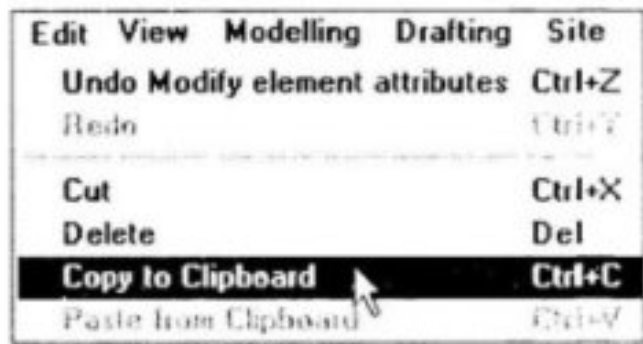 Edit View Modelling Drafting Site
Undo Modify element attributes Ctrl+Z
Redo Ctrl+Y
Cut Ctrl+X
Delete Del
Copy to Clipboard Ctrl+C
Paste from Clipboard Ctrl+V